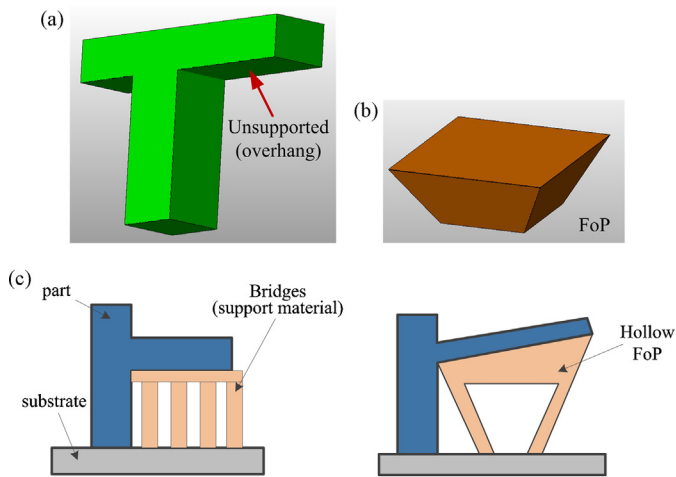 (a)
Unsupported
(overhang)
(b)
FoP
(c)
part
Bridges
(support material)
substrate
Hollow
FoP